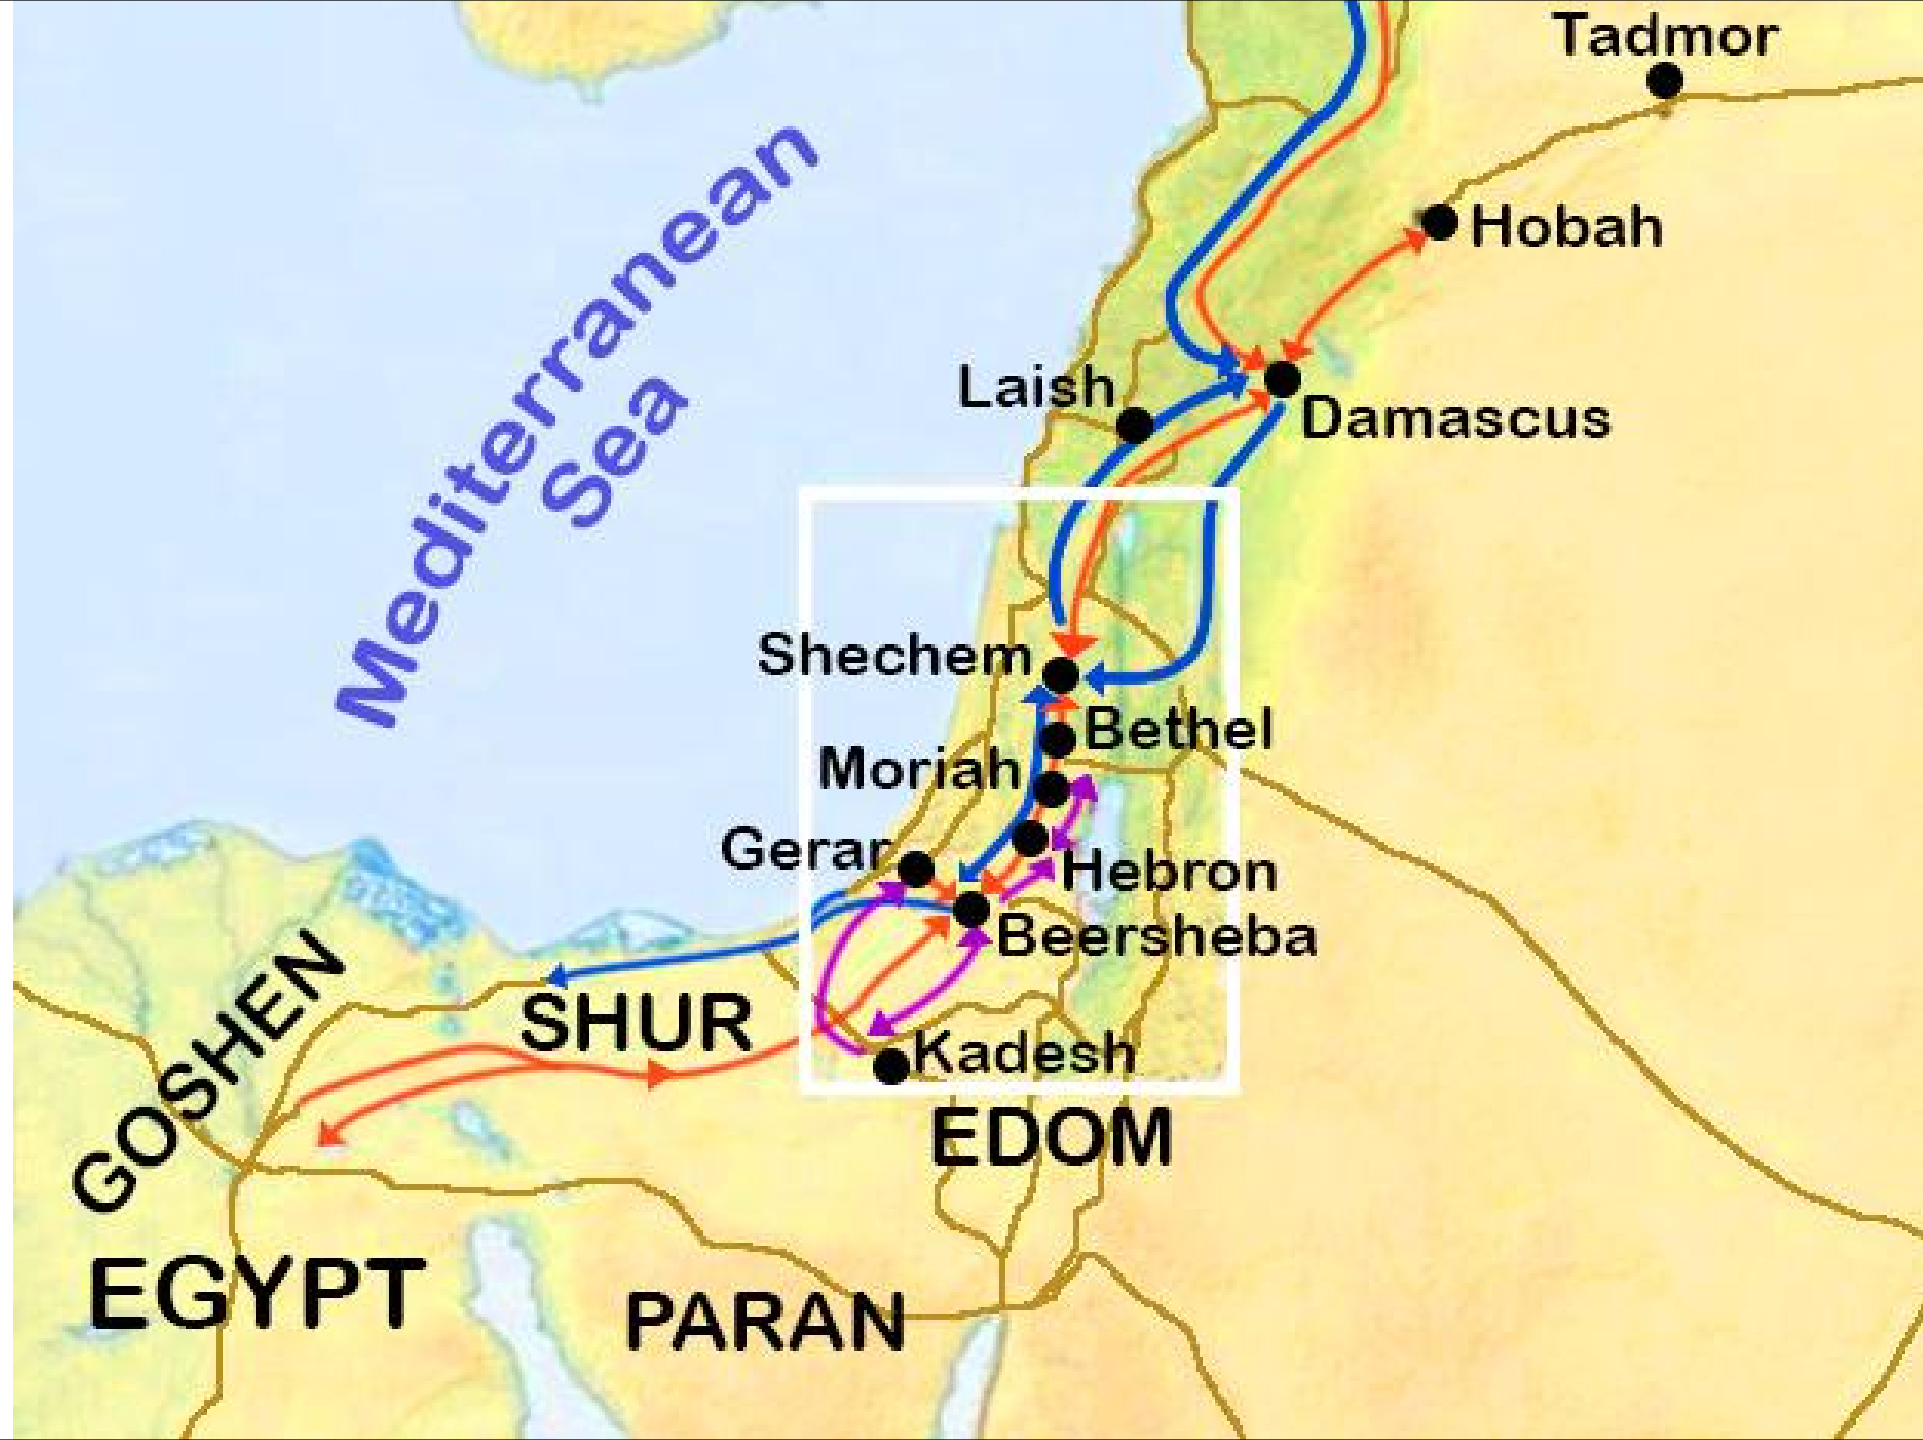 Tadmor
Hobah
Mediterranean
Sea
Laish
Damascus
Shechem
Bethel
Moriah
Gerar
Hebron
Beersheba
GOSHEN
SHUR
Kadesh
EDOM
EGYPT
PARAN